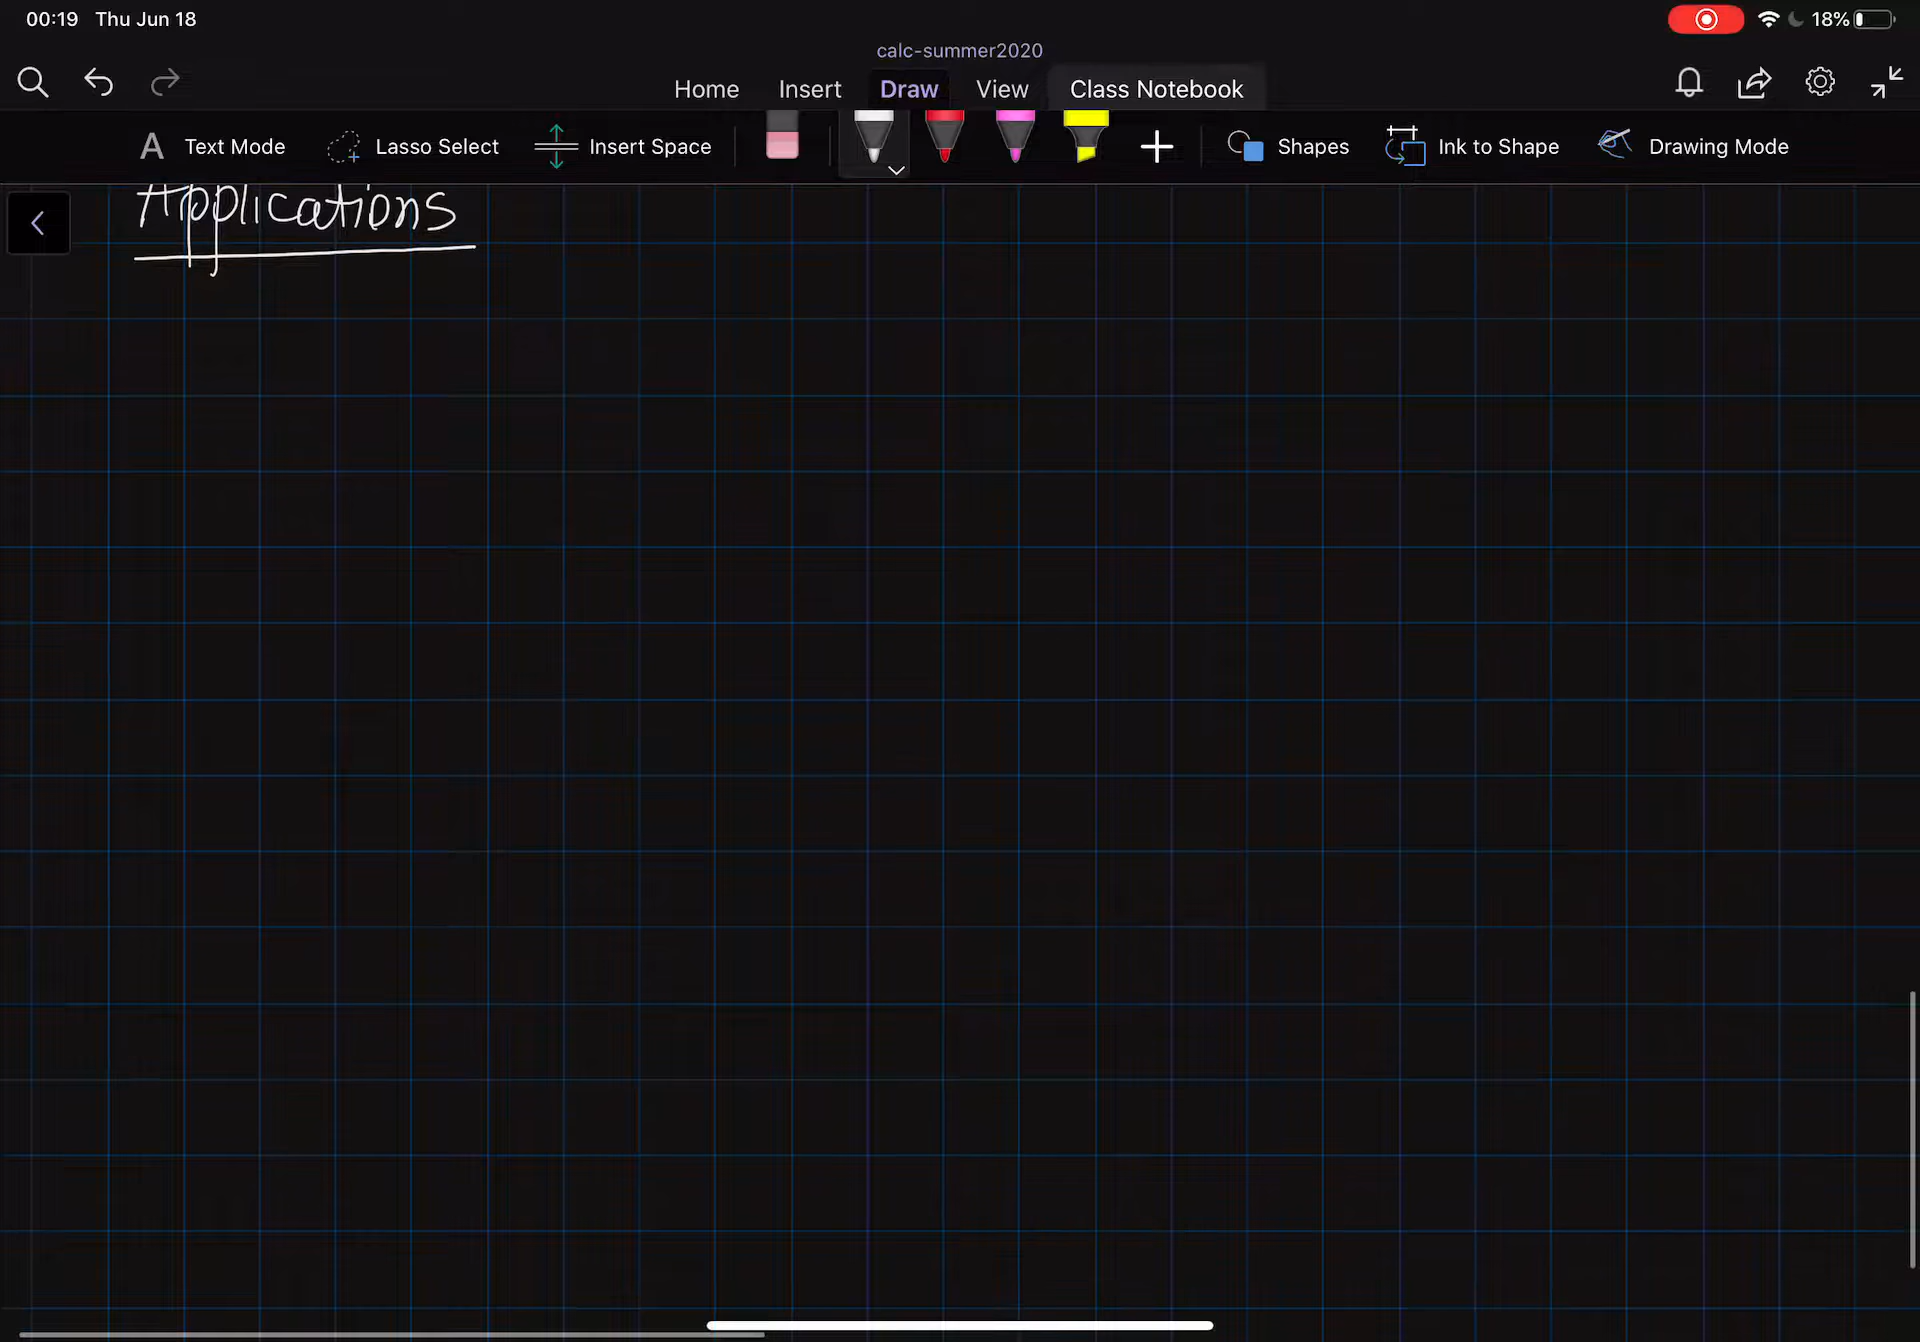 00:19 Thu Jun 18 18%
calc-summer2020
Home Insert Draw View Class Notebook
A Text Mode Lasso Select Insert Space Shapes Ink to Shape Drawing Mode
Applications